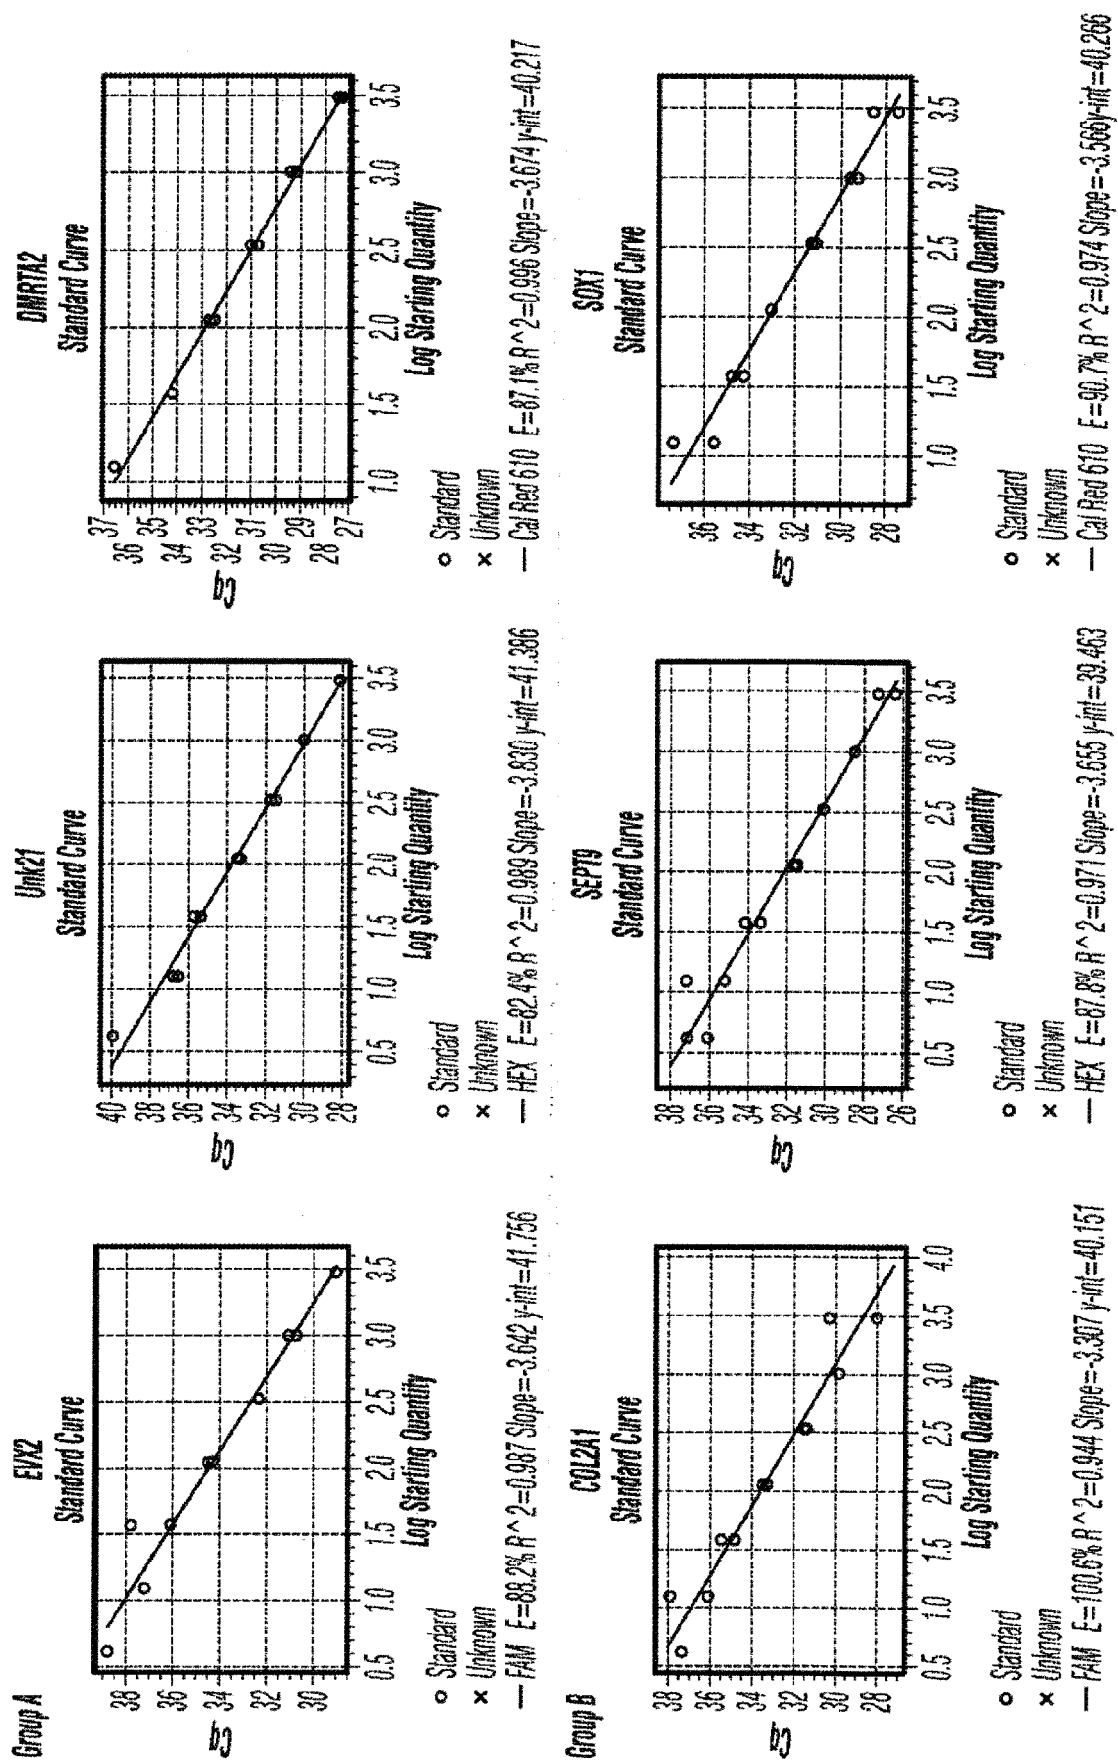 Group A
EVX2
Standard Curve
Cq
38
36
34
32
30
0.5 1.0 1.5 2.0 2.5 3.0 3.5
Log Starting Quantity
o Standard
× Unknown
— FAM E=88.2% R^2=0.987 Slope=-3.642 y-int=41.756
Unk21
Standard Curve
Cq
40
38
36
34
32
30
28
0.5 1.0 1.5 2.0 2.5 3.0 3.5
Log Starting Quantity
o Standard
× Unknown
— HEX E=82.4% R^2=0.989 Slope=-3.830 y-int=41.386
DMRTA2
Standard Curve
Cq
37
36
35
34
33
32
31
30
29
28
27
1.0 1.5 2.0 2.5 3.0 3.5
Log Starting Quantity
o Standard
× Unknown
— Cal Red 610 E=87.1% R^2=0.996 Slope=-3.674 y-int=40.217
Group B
COL2A1
Standard Curve
Cq
38
36
34
32
30
28
0.5 1.0 1.5 2.0 2.5 3.0 3.5 4.0
Log Starting Quantity
o Standard
× Unknown
— FAM E=100.6% R^2=0.944 Slope=-3.307 y-int=40.151
SEPT9
Standard Curve
Cq
38
36
34
32
30
28
26
0.5 1.0 1.5 2.0 2.5 3.0 3.5
Log Starting Quantity
o Standard
× Unknown
— HEX E=87.8% R^2=0.971 Slope=-3.655 y-int=39.463
SOX1
Standard Curve
Cq
36
34
32
30
28
1.0 1.5 2.0 2.5 3.0 3.5
Log Starting Quantity
o Standard
× Unknown
— Cal Red 610 E=90.7% R^2=0.974 Slope=-3.566y-int=40.266